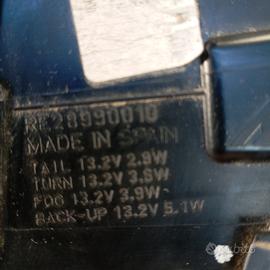 28990010
MADE IN SPAIN
TAIL 13.2V 2.9W
TURN 13.2V 3.8W
FOG 13.2V 3.9W
BACK-UP 13.2V 5.1W
subito